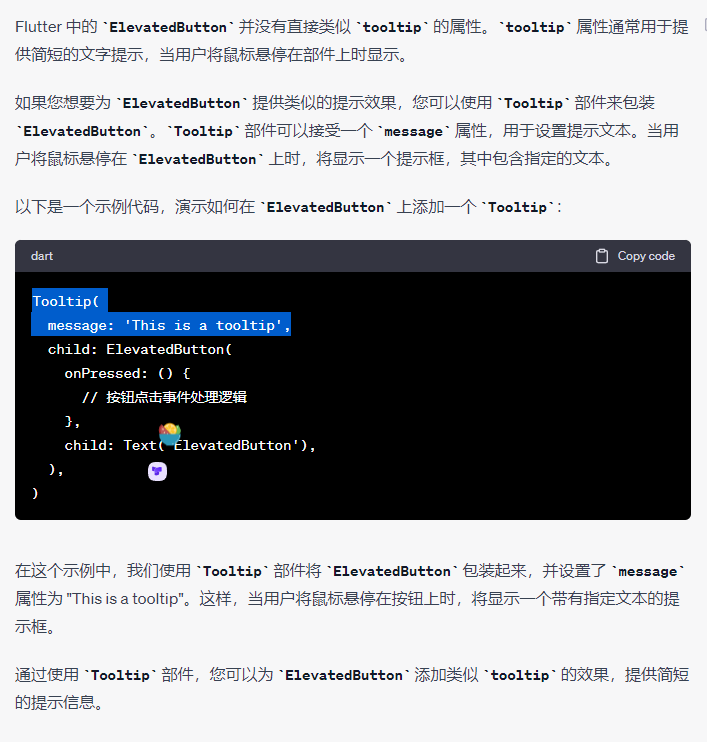 Flutter 中的 `ElevatedButton` 并没有直接类似 `tooltip` 的属性。`tooltip` 属性通常用于提
供简短的文字提示，当用户将鼠标悬停在部件上时显示。
如果您想要为 `ElevatedButton` 提供类似的提示效果，您可以使用 `Tooltip` 部件来包装
`ElevatedButton`。`Tooltip` 部件可以接受一个 `message` 属性，用于设置提示文本。当用
户将鼠标悬停在 `ElevatedButton` 上时，将显示一个提示框，其中包含指定的文本。
以下是一个示例代码，演示如何在 `ElevatedButton` 上添加一个 `Tooltip`：
dart
Copy code
Tooltip(
  message: 'This is a tooltip',
  child: ElevatedButton(
    onPressed: () {
      // 按钮点击事件处理逻辑
    },
    child: Text('ElevatedButton'),
  ),
)
在这个示例中，我们使用 `Tooltip` 部件将 `ElevatedButton` 包装起来，并设置了 `message`
属性为 "This is a tooltip"。这样，当用户将鼠标悬停在按钮上时，将显示一个带有指定文本的提
示框。
通过使用 `Tooltip` 部件，您可以为 `ElevatedButton` 添加类似 `tooltip` 的效果，提供简短
的提示信息。